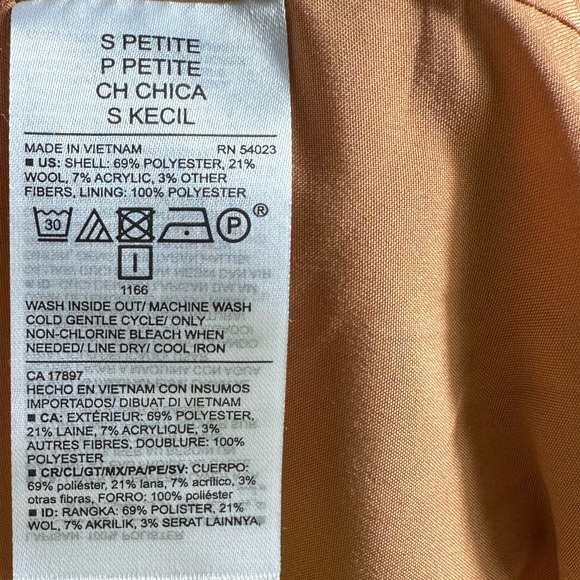 S PETITE
P PETITE
CH CHICA
S KECIL
MADE IN VIETNAM RN 54023
■ US: SHELL: 69% POLYESTER, 21%
WOOL, 7% ACRYLIC, 3% OTHER
FIBERS, LINING: 100% POLYESTER
30 P ®
I
1166
WASH INSIDE OUT/ MACHINE WASH
COLD GENTLE CYCLE/ ONLY
NON-CHLORINE BLEACH WHEN
NEEDED/ LINE DRY/ COOL IRON
CA 17897
HECHO EN VIETNAM CON INSUMOS
IMPORTADOS/ DIBUAT DI VIETNAM
■ CA: EXTÉRIEUR: 69% POLYESTER,
21% LAINE, 7% ACRYLIQUE, 3%
AUTRES FIBRES, DOUBLURE: 100%
POLYESTER
■ CR/CL/GT/MX/PA/PE/SV: CUERPO:
69% poliéster, 21% lana, 7% acrílico, 3%
otras fibras, FORRO: 100% poliéster
■ ID: RANGKA: 69% POLISTER, 21%
WOL, 7% AKRILIK, 3% SERAT LAINNYA,
LAPISAN: 100% POLISTER